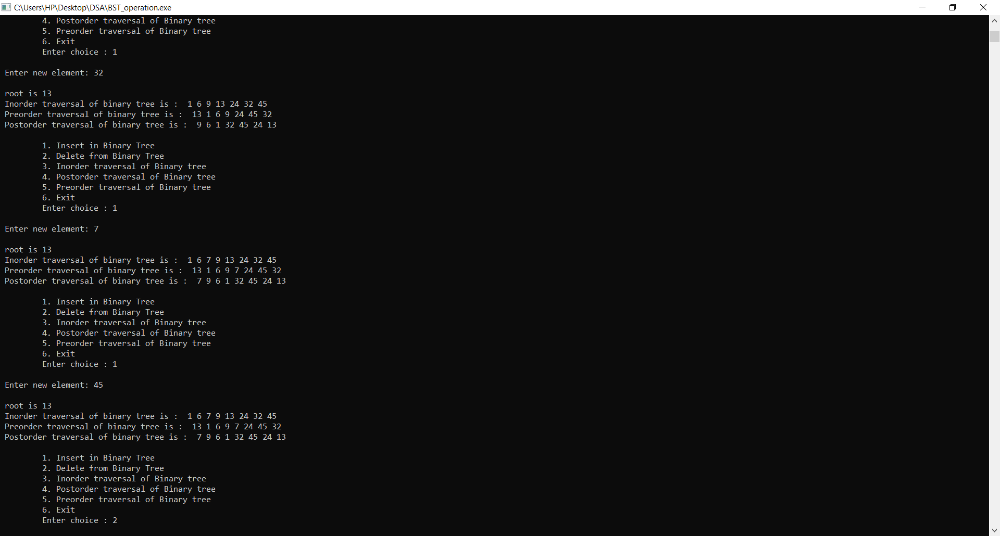 C:\Users\HP\Desktop\DSA\BST_operation.exe
4. Postorder traversal of Binary tree
5. Preorder traversal of Binary tree
6. Exit
Enter choice : 1
Enter new element: 32
root is 13
Inorder traversal of binary tree is :  1 6 9 13 24 32 45
Preorder traversal of binary tree is :  13 1 6 9 24 45 32
Postorder traversal of binary tree is :  9 6 1 32 45 24 13
1. Insert in Binary Tree
2. Delete from Binary Tree
3. Inorder traversal of Binary tree
4. Postorder traversal of Binary tree
5. Preorder traversal of Binary tree
6. Exit
Enter choice : 1
Enter new element: 7
root is 13
Inorder traversal of binary tree is :  1 6 7 9 13 24 32 45
Preorder traversal of binary tree is :  13 1 6 9 7 24 45 32
Postorder traversal of binary tree is :  7 9 6 1 32 45 24 13
1. Insert in Binary Tree
2. Delete from Binary Tree
3. Inorder traversal of Binary tree
4. Postorder traversal of Binary tree
5. Preorder traversal of Binary tree
6. Exit
Enter choice : 1
Enter new element: 45
root is 13
Inorder traversal of binary tree is :  1 6 7 9 13 24 32 45
Preorder traversal of binary tree is :  13 1 6 9 7 24 45 32
Postorder traversal of binary tree is :  7 9 6 1 32 45 24 13
1. Insert in Binary Tree
2. Delete from Binary Tree
3. Inorder traversal of Binary tree
4. Postorder traversal of Binary tree
5. Preorder traversal of Binary tree
6. Exit
Enter choice : 2